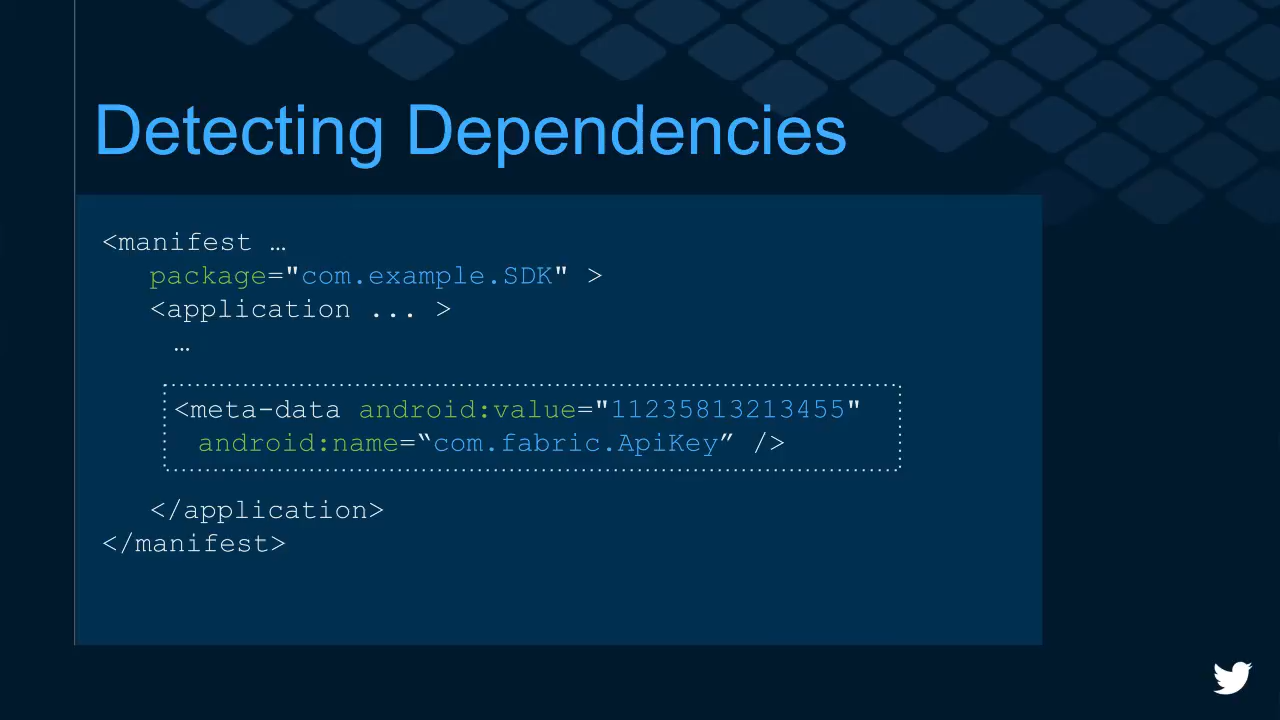 Detecting Dependencies
<manifest …
package="com.example.SDK" >
<application ... >
…
<meta-data android:value="11235813213455"
android:name=“com.fabric.ApiKey” />
</application>
</manifest>